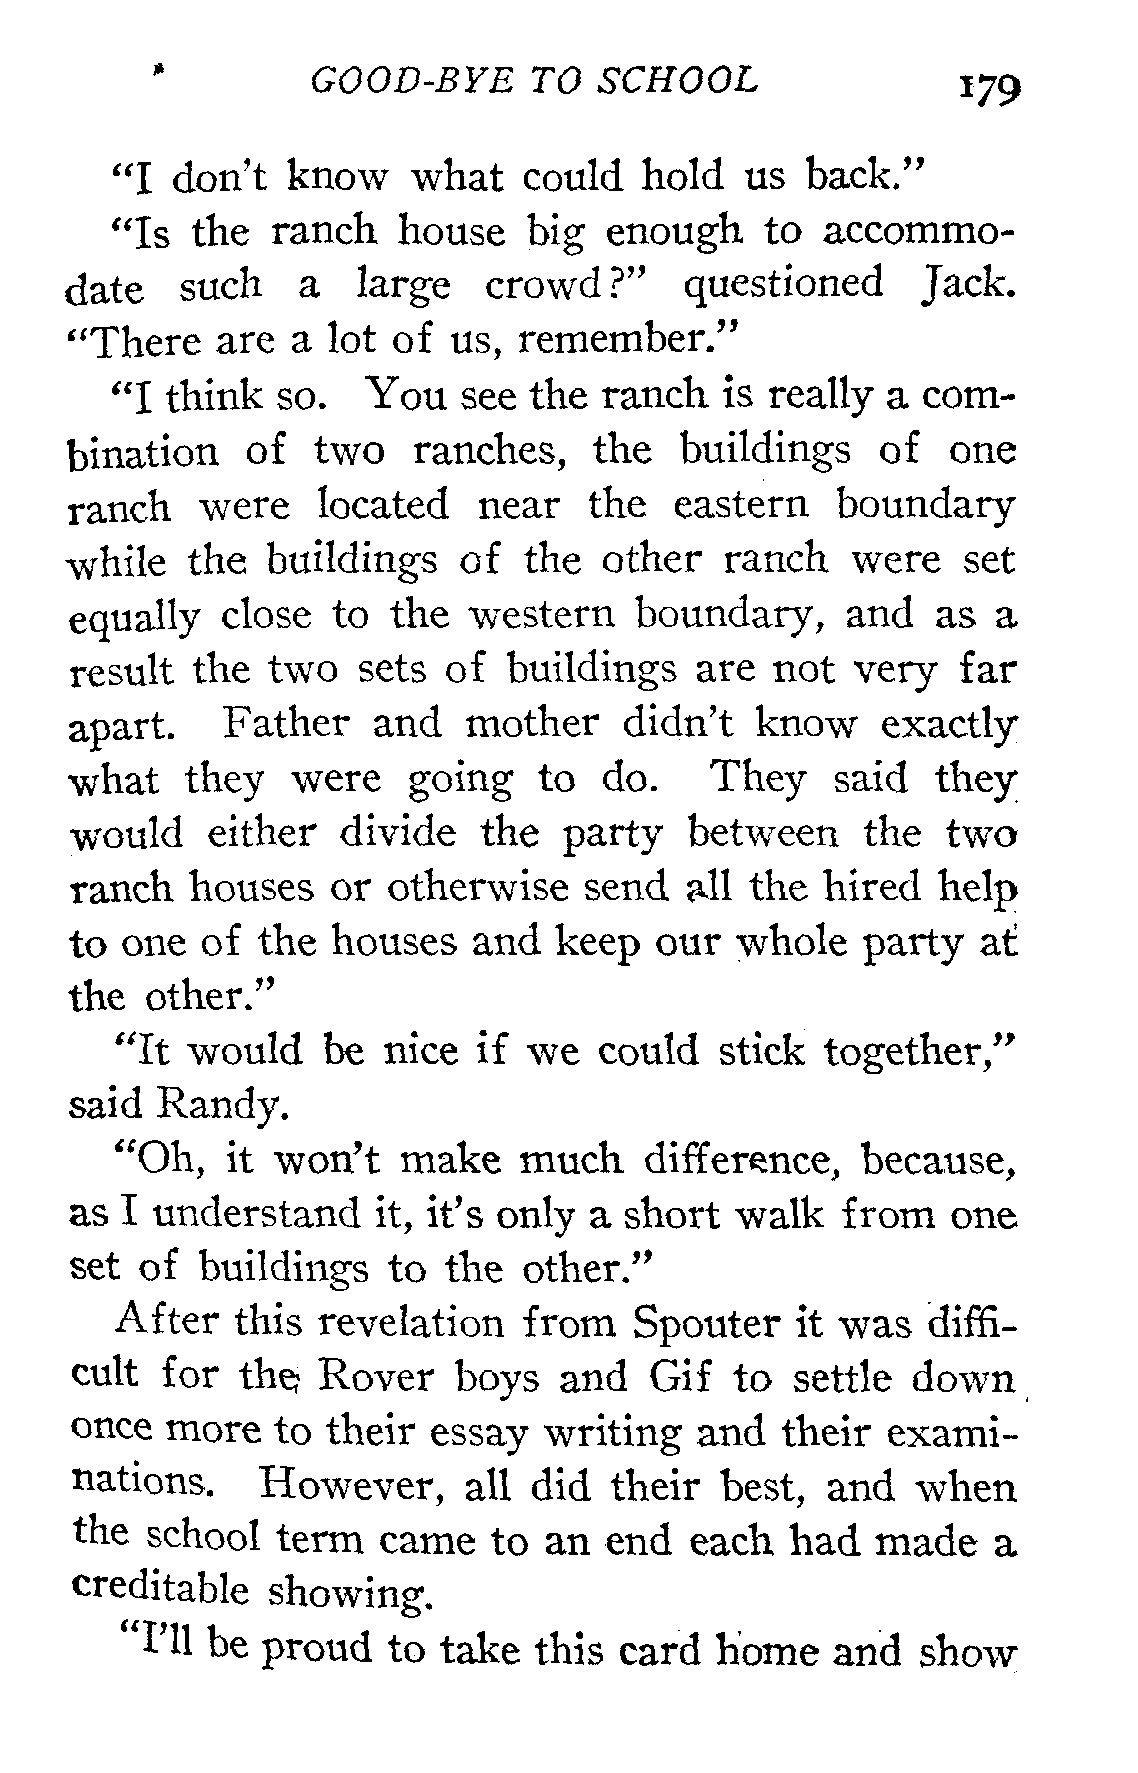 GOOD-BYE TO SCHOOL 179
“I don’t know what could hold us back.”
“Is the ranch house big enough to accommo-
date such a large crowd?” questioned Jack.
“There are a lot of us, remember.”
“I think so. You see the ranch is really a com-
bination of two ranches, the buildings of one
ranch were located near the eastern boundary
while the buildings of the other ranch were set
equally close to the western boundary, and as a
result the two sets of buildings are not very far
apart. Father and mother didn’t know exactly
what they were going to do. They said they
would either divide the party between the two
ranch houses or otherwise send all the hired help
to one of the houses and keep our whole party at
the other.”
“It would be nice if we could stick together,”
said Randy.
“Oh, it won’t make much difference, because,
as I understand it, it’s only a short walk from one
set of buildings to the other.”
After this revelation from Spouter it was diffi-
cult for the Rover boys and Gif to settle down
once more to their essay writing and their exami-
nations. However, all did their best, and when
the school term came to an end each had made a
creditable showing.
“I’ll be proud to take this card home and show